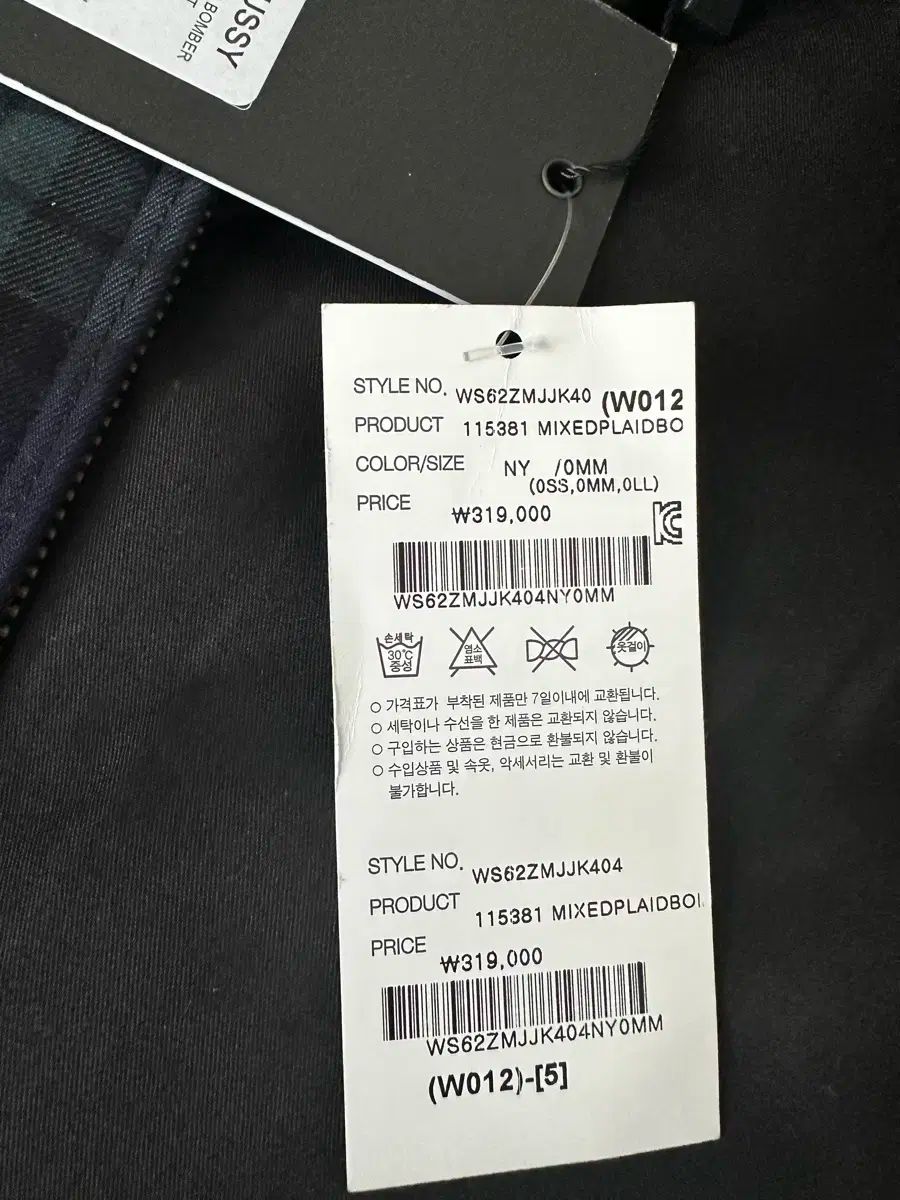 USSY
BOMBER
STYLE NO. WS62ZMJJK40 (W012
PRODUCT 115381 MIXEDPLAIDBO
COLOR/SIZE NY /0MM
(0SS,0MM,0LL)
PRICE ₩319,000
WS62ZMJJK404NY0MM
손세탁
30℃
중성
염소
표백
옷걸이
○ 가격표가 부착된 제품만 7일이내에 교환됩니다.
○ 세탁이나 수선을 한 제품은 교환되지 않습니다.
○ 구입하는 상품은 현금으로 환불되지 않습니다.
○ 수입상품 및 속옷, 악세서리는 교환 및 환불이
불가합니다.
STYLE NO. WS62ZMJJK404
PRODUCT 115381 MIXEDPLAIDBO
PRICE ₩319,000
WS62ZMJJK404NY0MM
(W012)-[5]